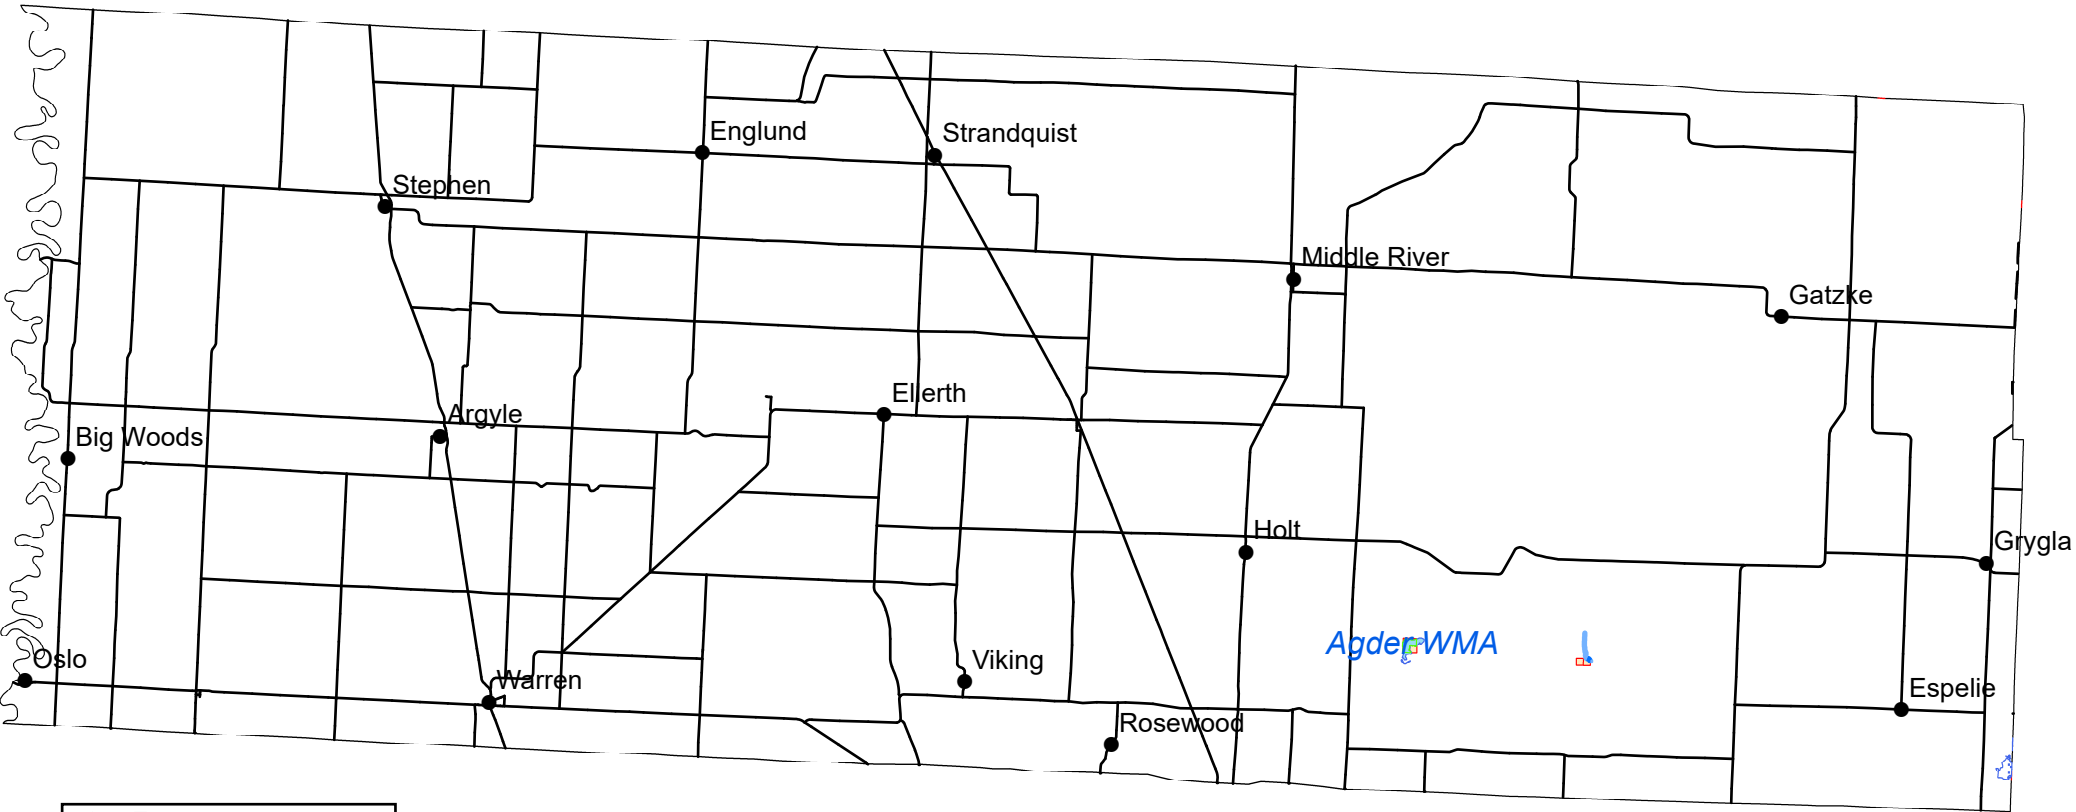 Englund
Strandquist
Stephen
Middle River
Gatzke
Ellerth
Argyle
Big Woods
Holt
Grygla
Agder WMA
Oslo
Viking
Warren
Espelie
Rosewood